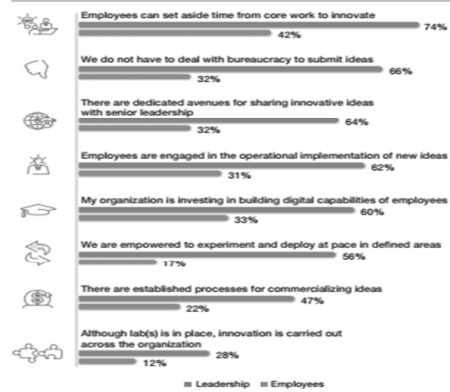 Employees can set aside time from core work to innovate
74%
42%
We do not have to deal with bureaucracy to submit ideas
66%
32%
There are dedicated avenues for sharing innovative ideas
with senior leadership
64%
32%
Employees are engaged in the operational implementation of new ideas
62%
31%
My organization is investing in building digital capabilities of employees
60%
33%
We are empowered to experiment and deploy at pace in defined areas
56%
17%
There are established processes for commercializing ideas
47%
22%
Although lab(s) is in place, innovation is carried out
across the organization
28%
12%
Leadership Employees